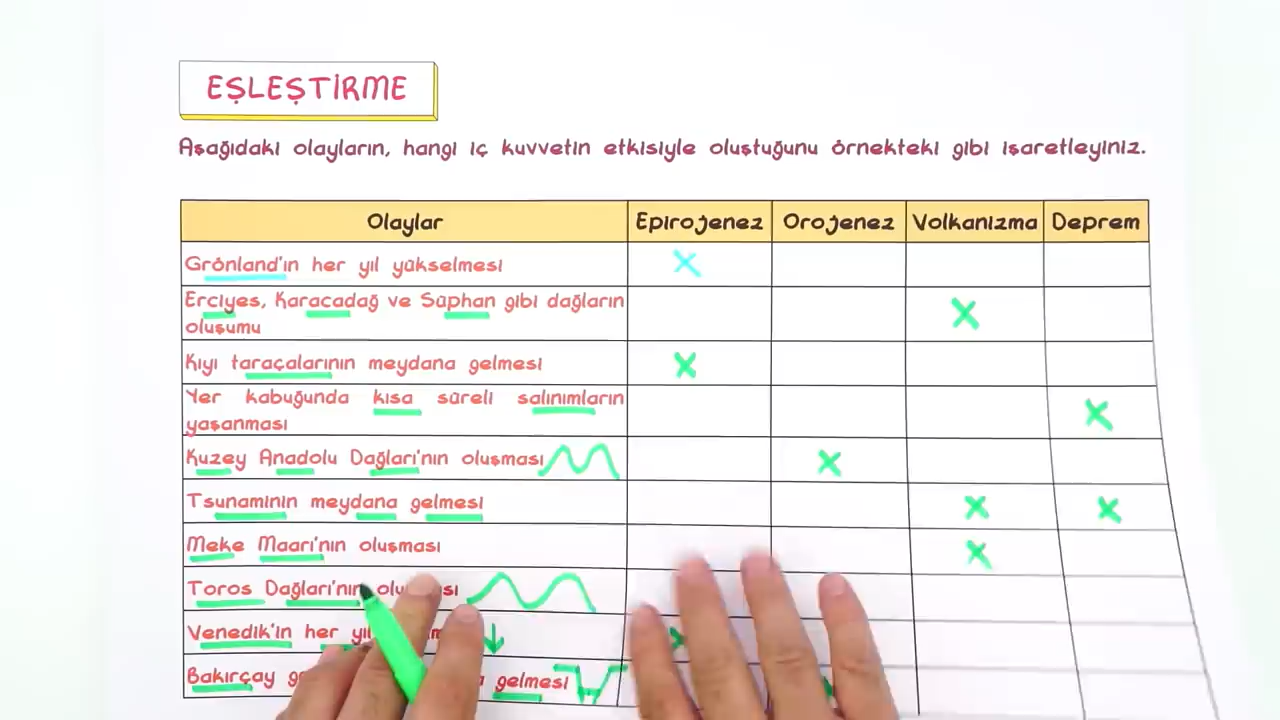 EŞLEŞTİRME
Aşağıdaki olayların, hangi iç kuvvetin etkisiyle oluştuğunu örnekteki gibi işaretleyiniz.
Olaylar Epirojenez Orojenez Volkanizma Deprem
Grönland'ın her yıl yükselmesi X
Erciyes, Karacadağ ve Süphan gibi dağların
oluşumu X
Kıyı taraçalarının meydana gelmesi X
Yer kabuğunda kısa süreli salınımların
yaşanması X
Kuzey Anadolu Dağları'nın oluşması X
Tsunaminin meydana gelmesi X X
Meke Maarı'nın oluşması X
Toros Dağları'nın
Venedik'in her
Bakırçay gelmesi